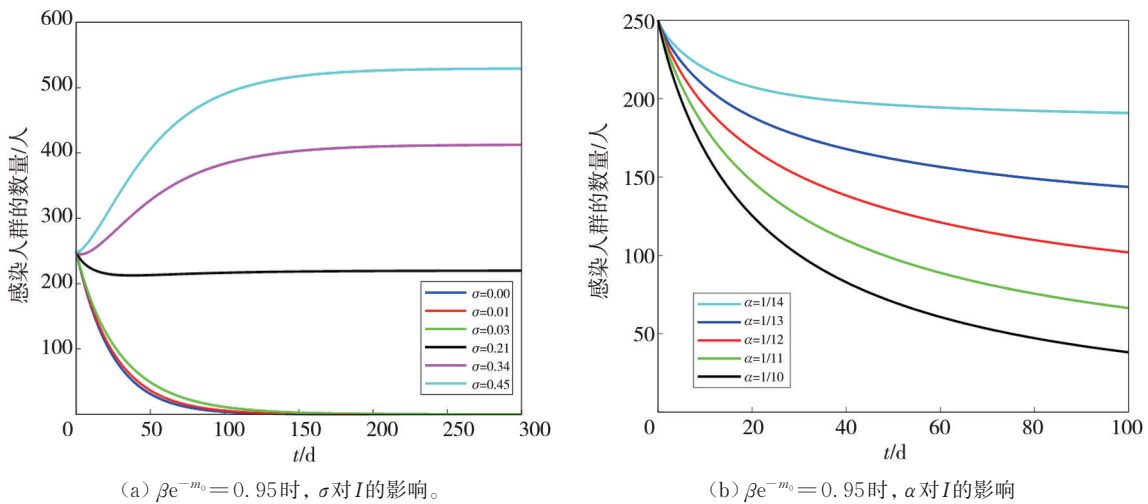 600
500
400
300
200
100
0
50
100
150
200
250
300
感染人群的数量/人
t/d
σ=0.00
σ=0.01
σ=0.03
σ=0.21
σ=0.34
σ=0.45
(a) βe^{-m₀}=0.95时, σ对I的影响。
250
200
150
100
50
0
20
40
60
80
100
感染人群的数量/人
t/d
α=1/14
α=1/13
α=1/12
α=1/11
α=1/10
(b) βe^{-m₀}=0.95时, α对I的影响